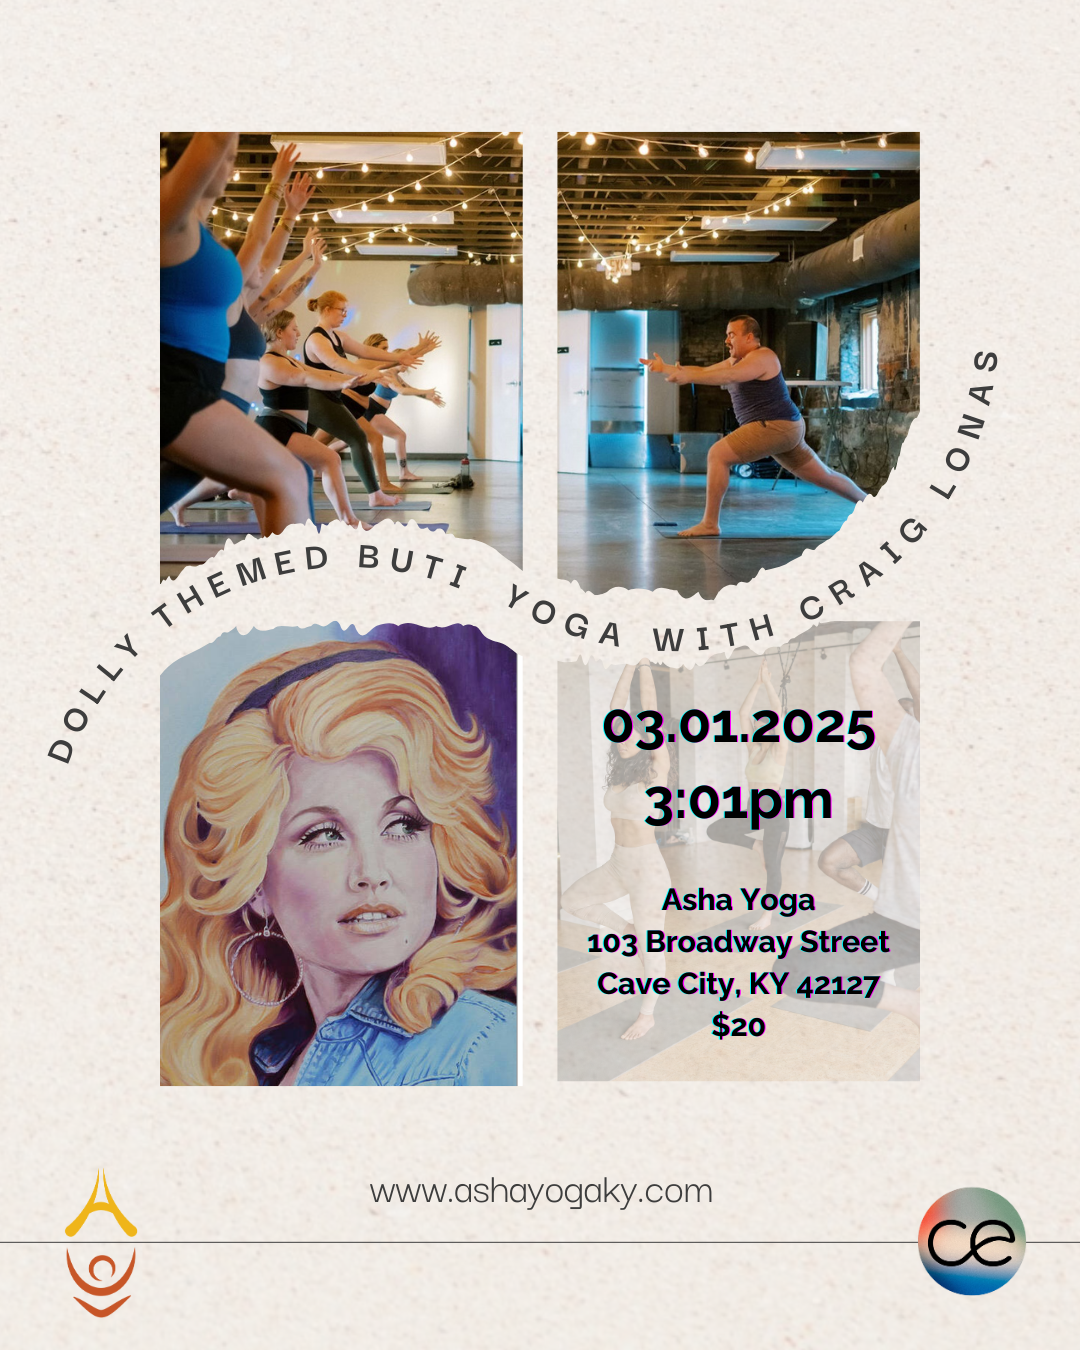 DOLLY THEMED BUTI YOGA WITH CRAIG LONAS
03.01.2025
3:01pm
Asha Yoga
103 Broadway Street
Cave City, KY 42127
$20
www.ashayogaky.com
ce